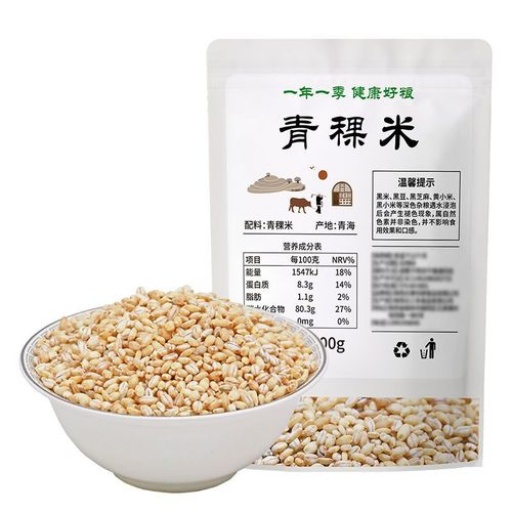 一年一季 健康好粮
青稞米
温馨提示
黑米、黑豆、黑芝麻、黄小米、
黑小米等深色杂粮遇水浸泡
后会产生褪色现象，属自然
色素并非染色，并不影响食
用效果和口感。
配料：青稞米 产地：青海
营养成分表
项目 每100克 NRV%
能量 1547kJ 18%
蛋白质 8.3g 14%
脂肪 1.1g 2%
水化合物 80.3g 27%
0mg 0%
00g